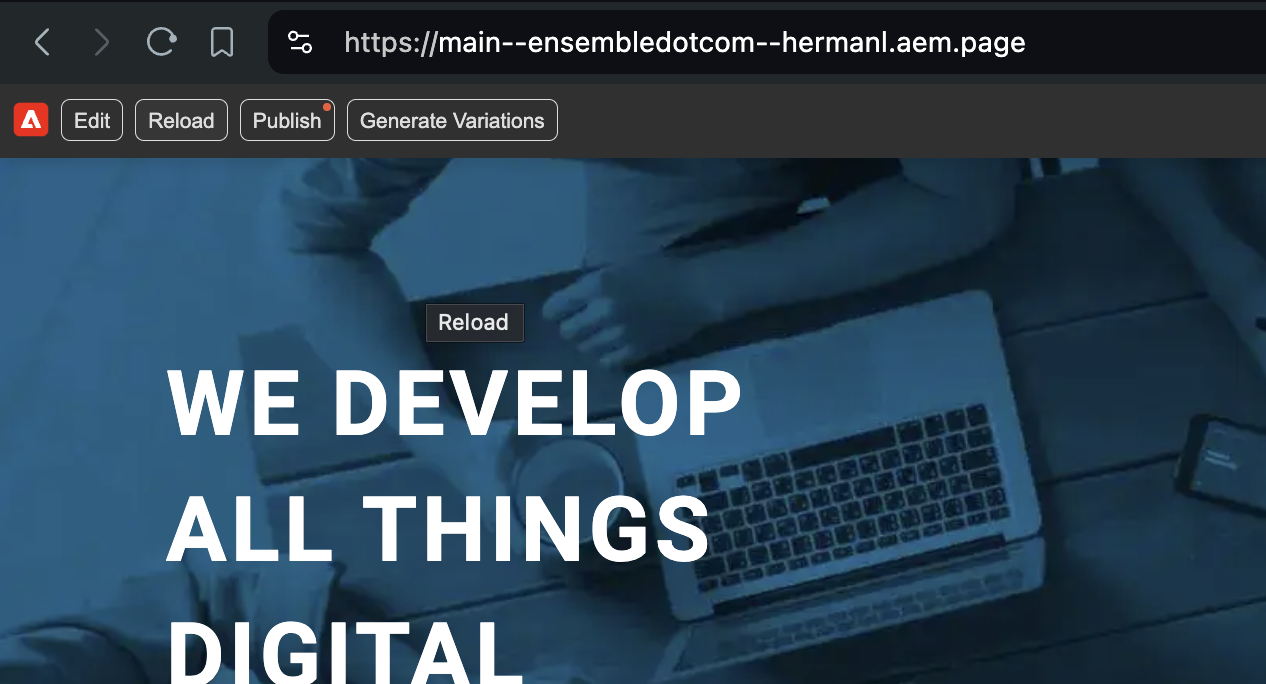 https://main--ensembledotcom--hermanl.aem.page
Edit Reload Publish Generate Variations
Reload
WE DEVELOP
ALL THINGS
DIGITAL